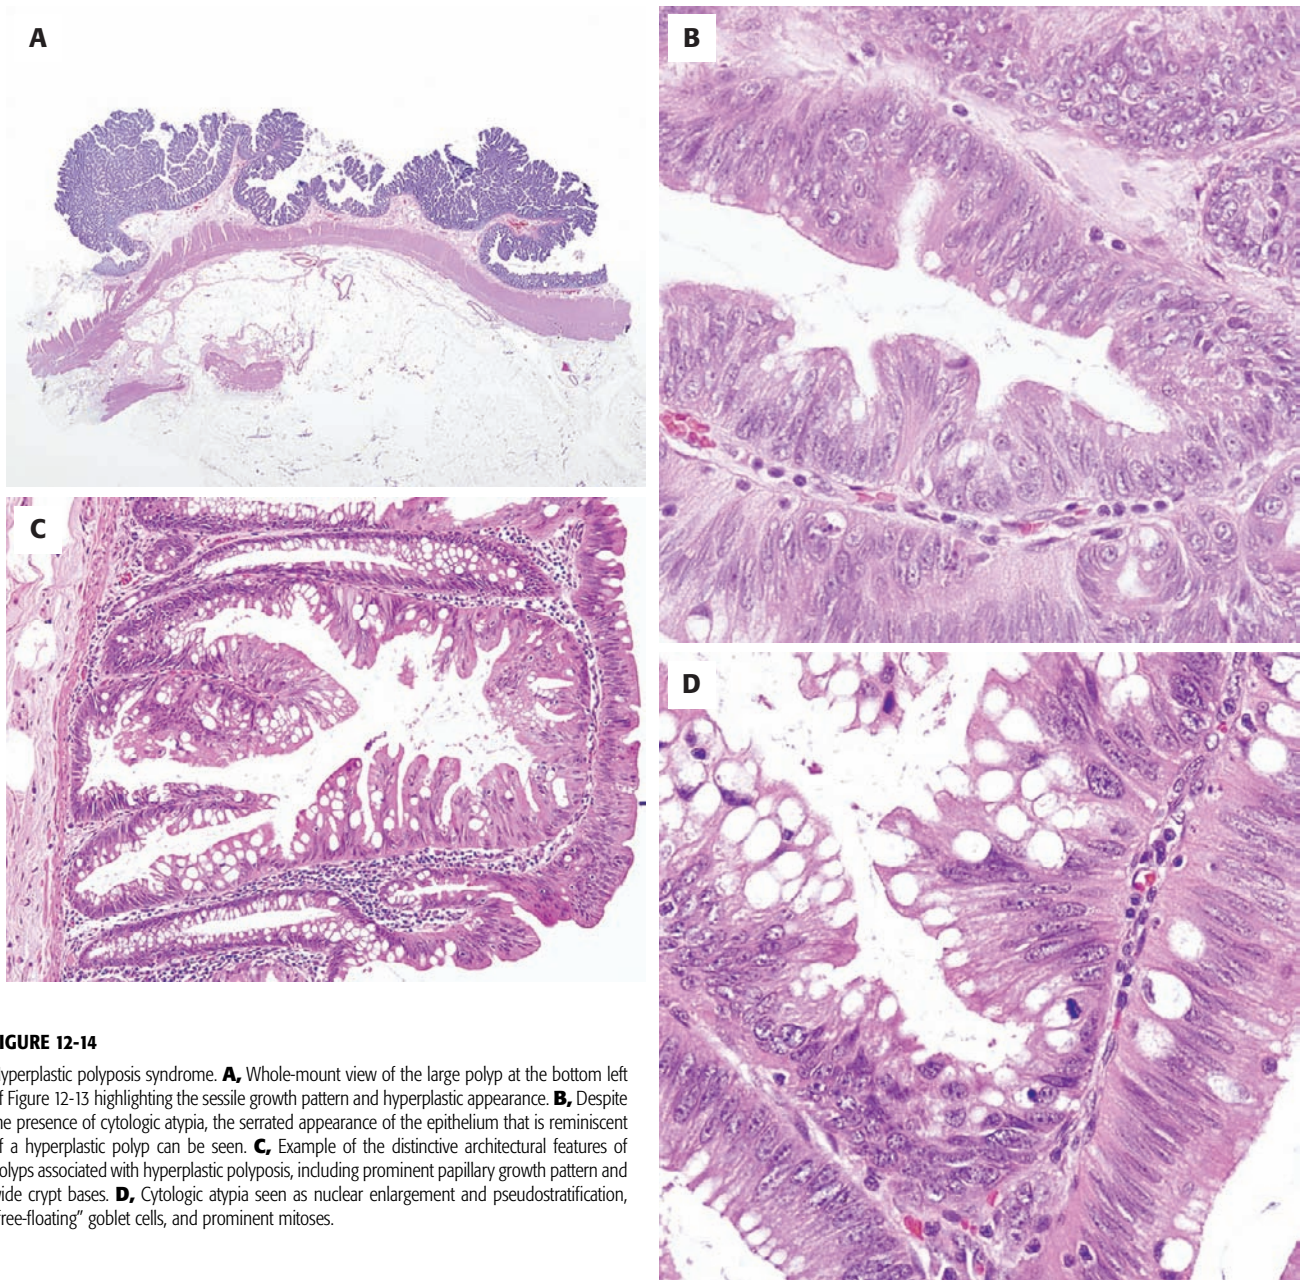 A
B
C
D
IGURE 12-14
yperplastic polyposis syndrome. A, Whole-mount view of the large polyp at the bottom left
f Figure 12-13 highlighting the sessile growth pattern and hyperplastic appearance. B, Despite
he presence of cytologic atypia, the serrated appearance of the epithelium that is reminiscent
f a hyperplastic polyp can be seen. C, Example of the distinctive architectural features of
olyps associated with hyperplastic polyposis, including prominent papillary growth pattern and
ide crypt bases. D, Cytologic atypia seen as nuclear enlargement and pseudostratification,
free-floating” goblet cells, and prominent mitoses.